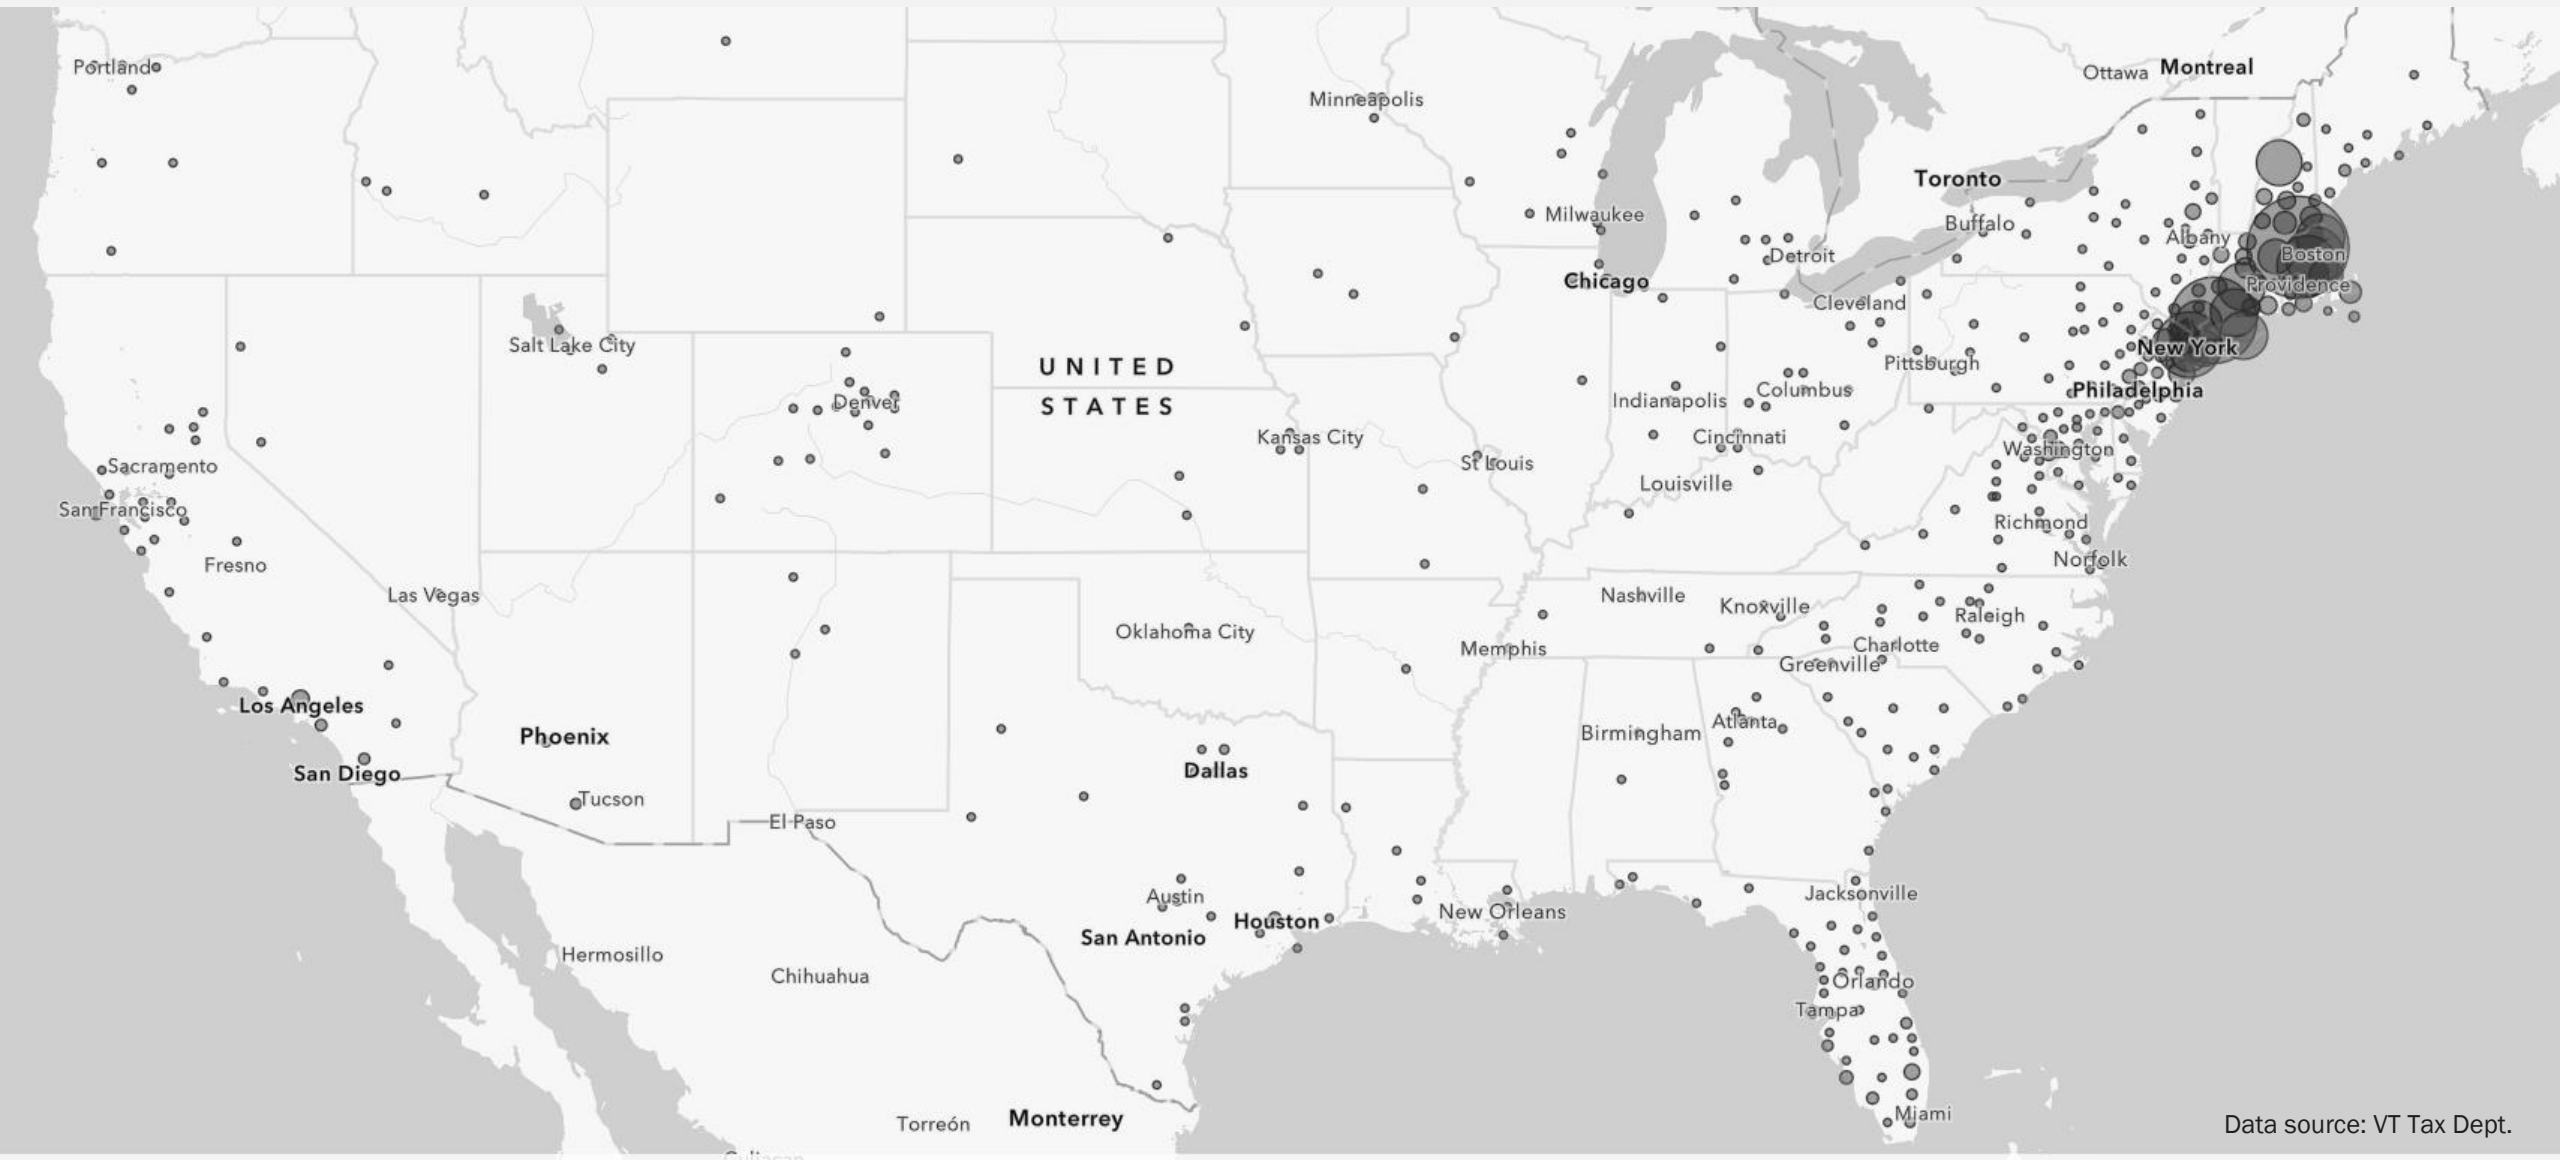 Portland
Minneapolis
Ottawa
Montreal
Toronto
Milwaukee
Buffalo
Albany
Detroit
Boston
Chicago
Providence
Cleveland
Salt Lake City
New York
UNITED
STATES
Pittsburgh
Denver
Indianapolis
Columbus
Philadelphia
Kansas City
Cincinnati
Washington
Sacramento
St Louis
Louisville
San Francisco
Richmond
Fresno
Norfolk
Las Vegas
Nashville
Knoxville
Raleigh
Oklahoma City
Memphis
Charlotte
Greenville
Los Angeles
Phoenix
Birmingham
Atlanta
San Diego
Dallas
Tucson
El Paso
Austin
Jacksonville
New Orleans
Houston
San Antonio
Hermosillo
Chihuahua
Orlando
Tampa
Torreón
Monterrey
Miami
Data source: VT Tax Dept.